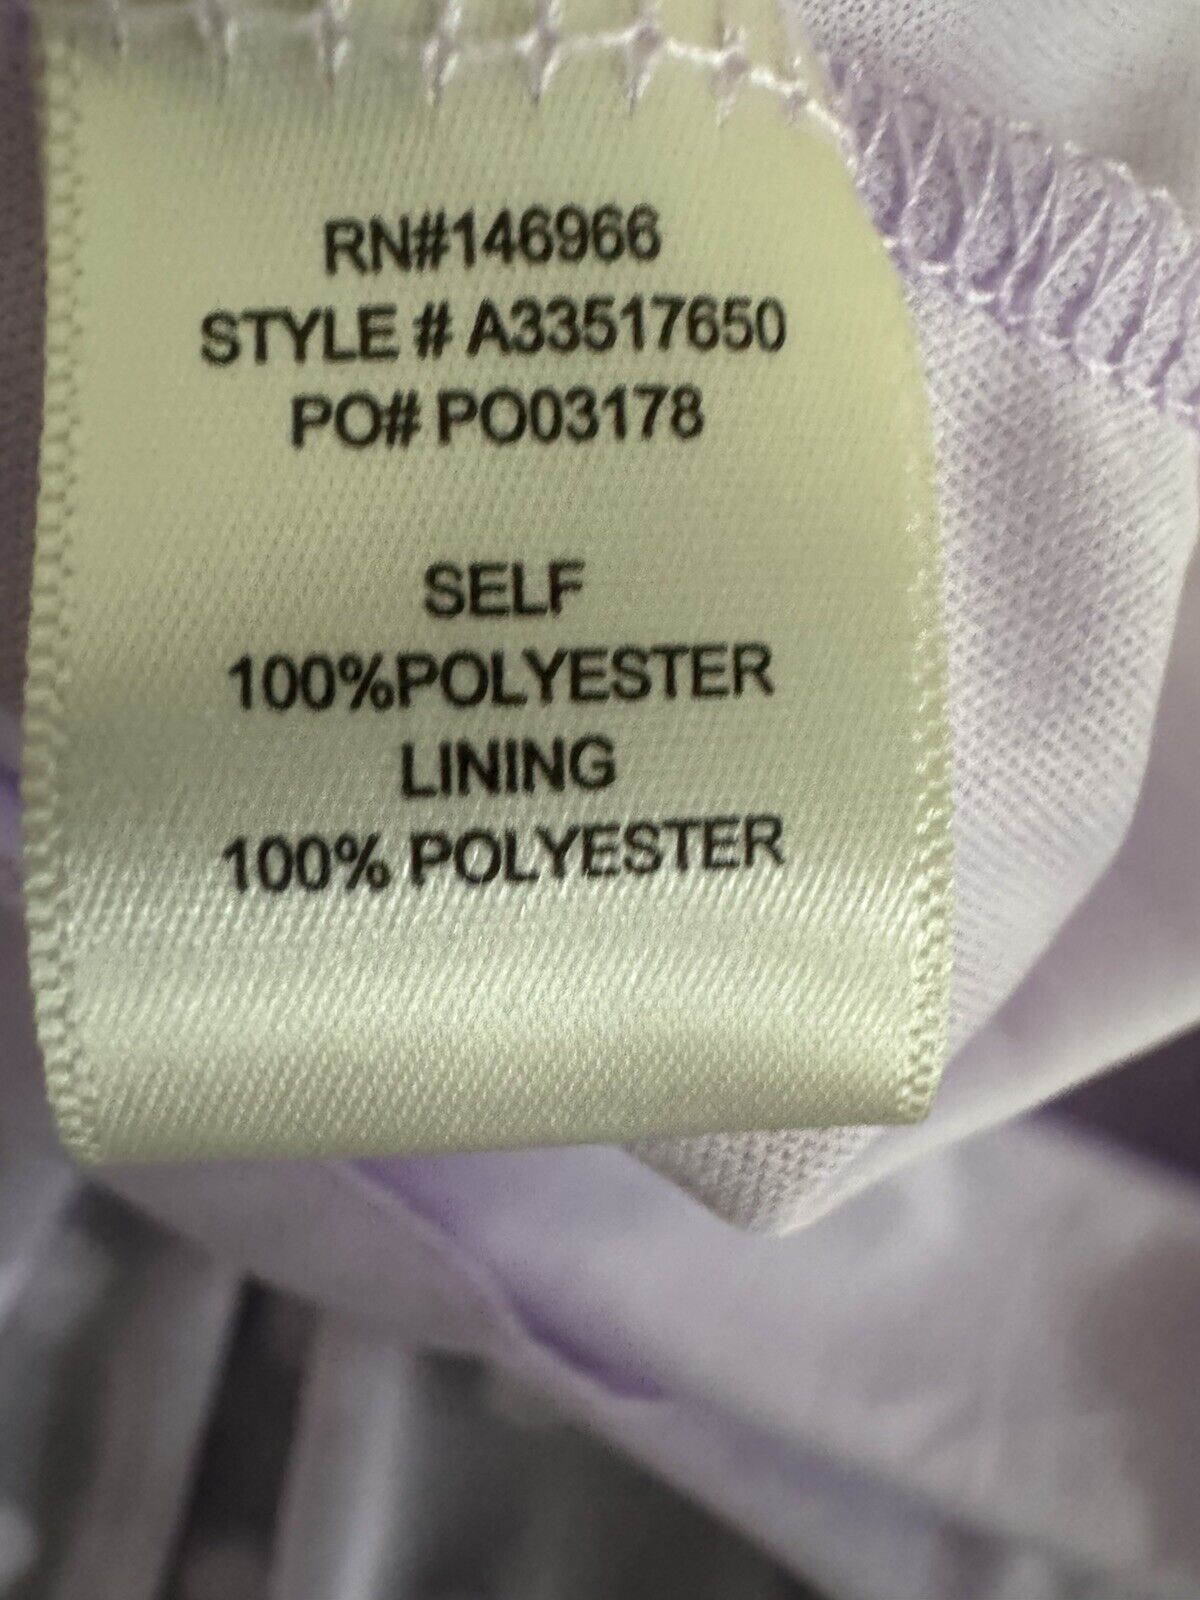 RN#146966
STYLE # A33517650
PO# PO03178
SELF
100%POLYESTER
LINING
100% POLYESTER